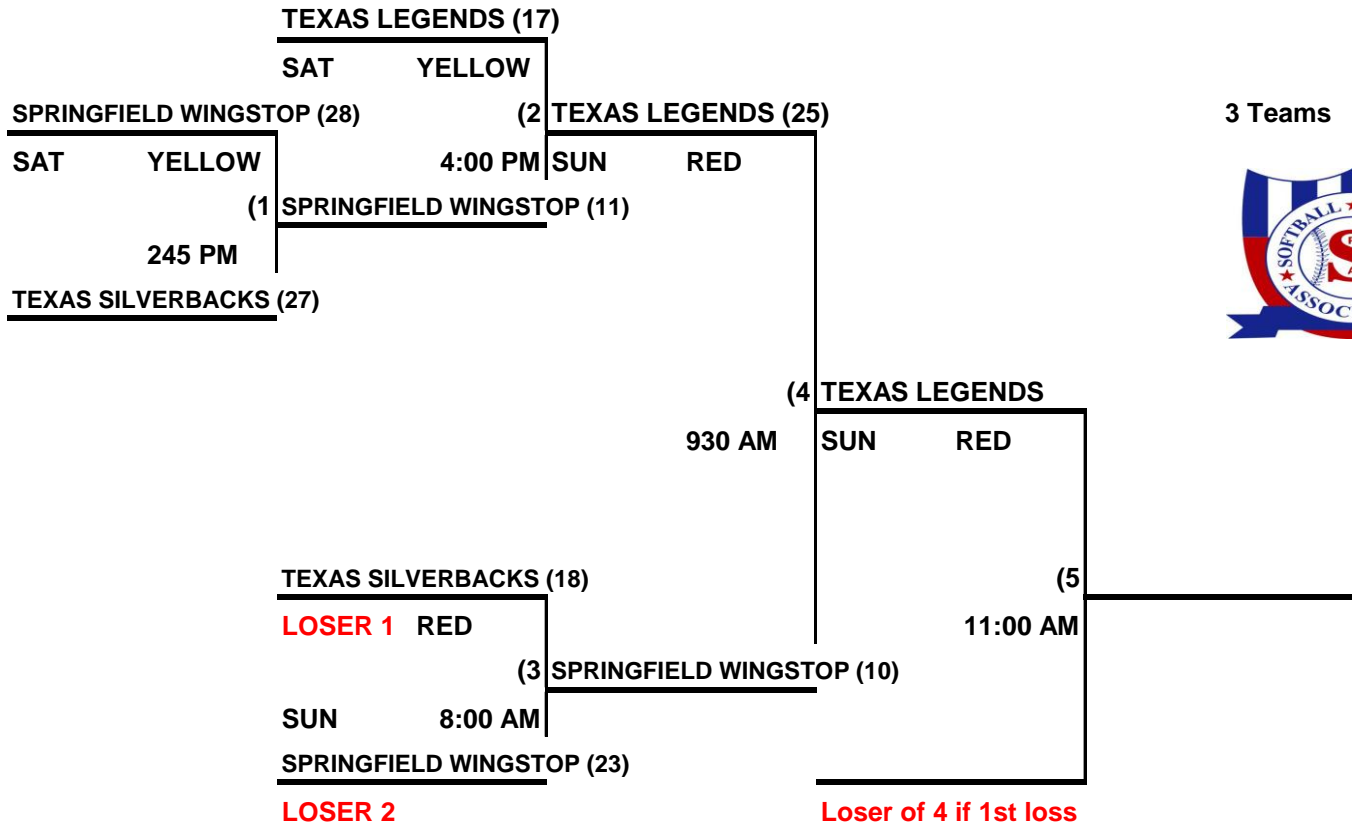 TEXAS LEGENDS (17)
SAT YELLOW
SPRINGFIELD WINGSTOP (28) (2 TEXAS LEGENDS (25) 3 Teams
SAT YELLOW 4:00 PM SUN RED
(1 SPRINGFIELD WINGSTOP (11)
245 PM
TEXAS SILVERBACKS (27)
SOFTBALL
(4 TEXAS LEGENDS
930 AM SUN RED
TEXAS SILVERBACKS (18) (5
LOSER 1 RED 11:00 AM
(3 SPRINGFIELD WINGSTOP (10)
SUN 8:00 AM
SPRINGFIELD WINGSTOP (23)
LOSER 2 Loser of 4 if 1st loss